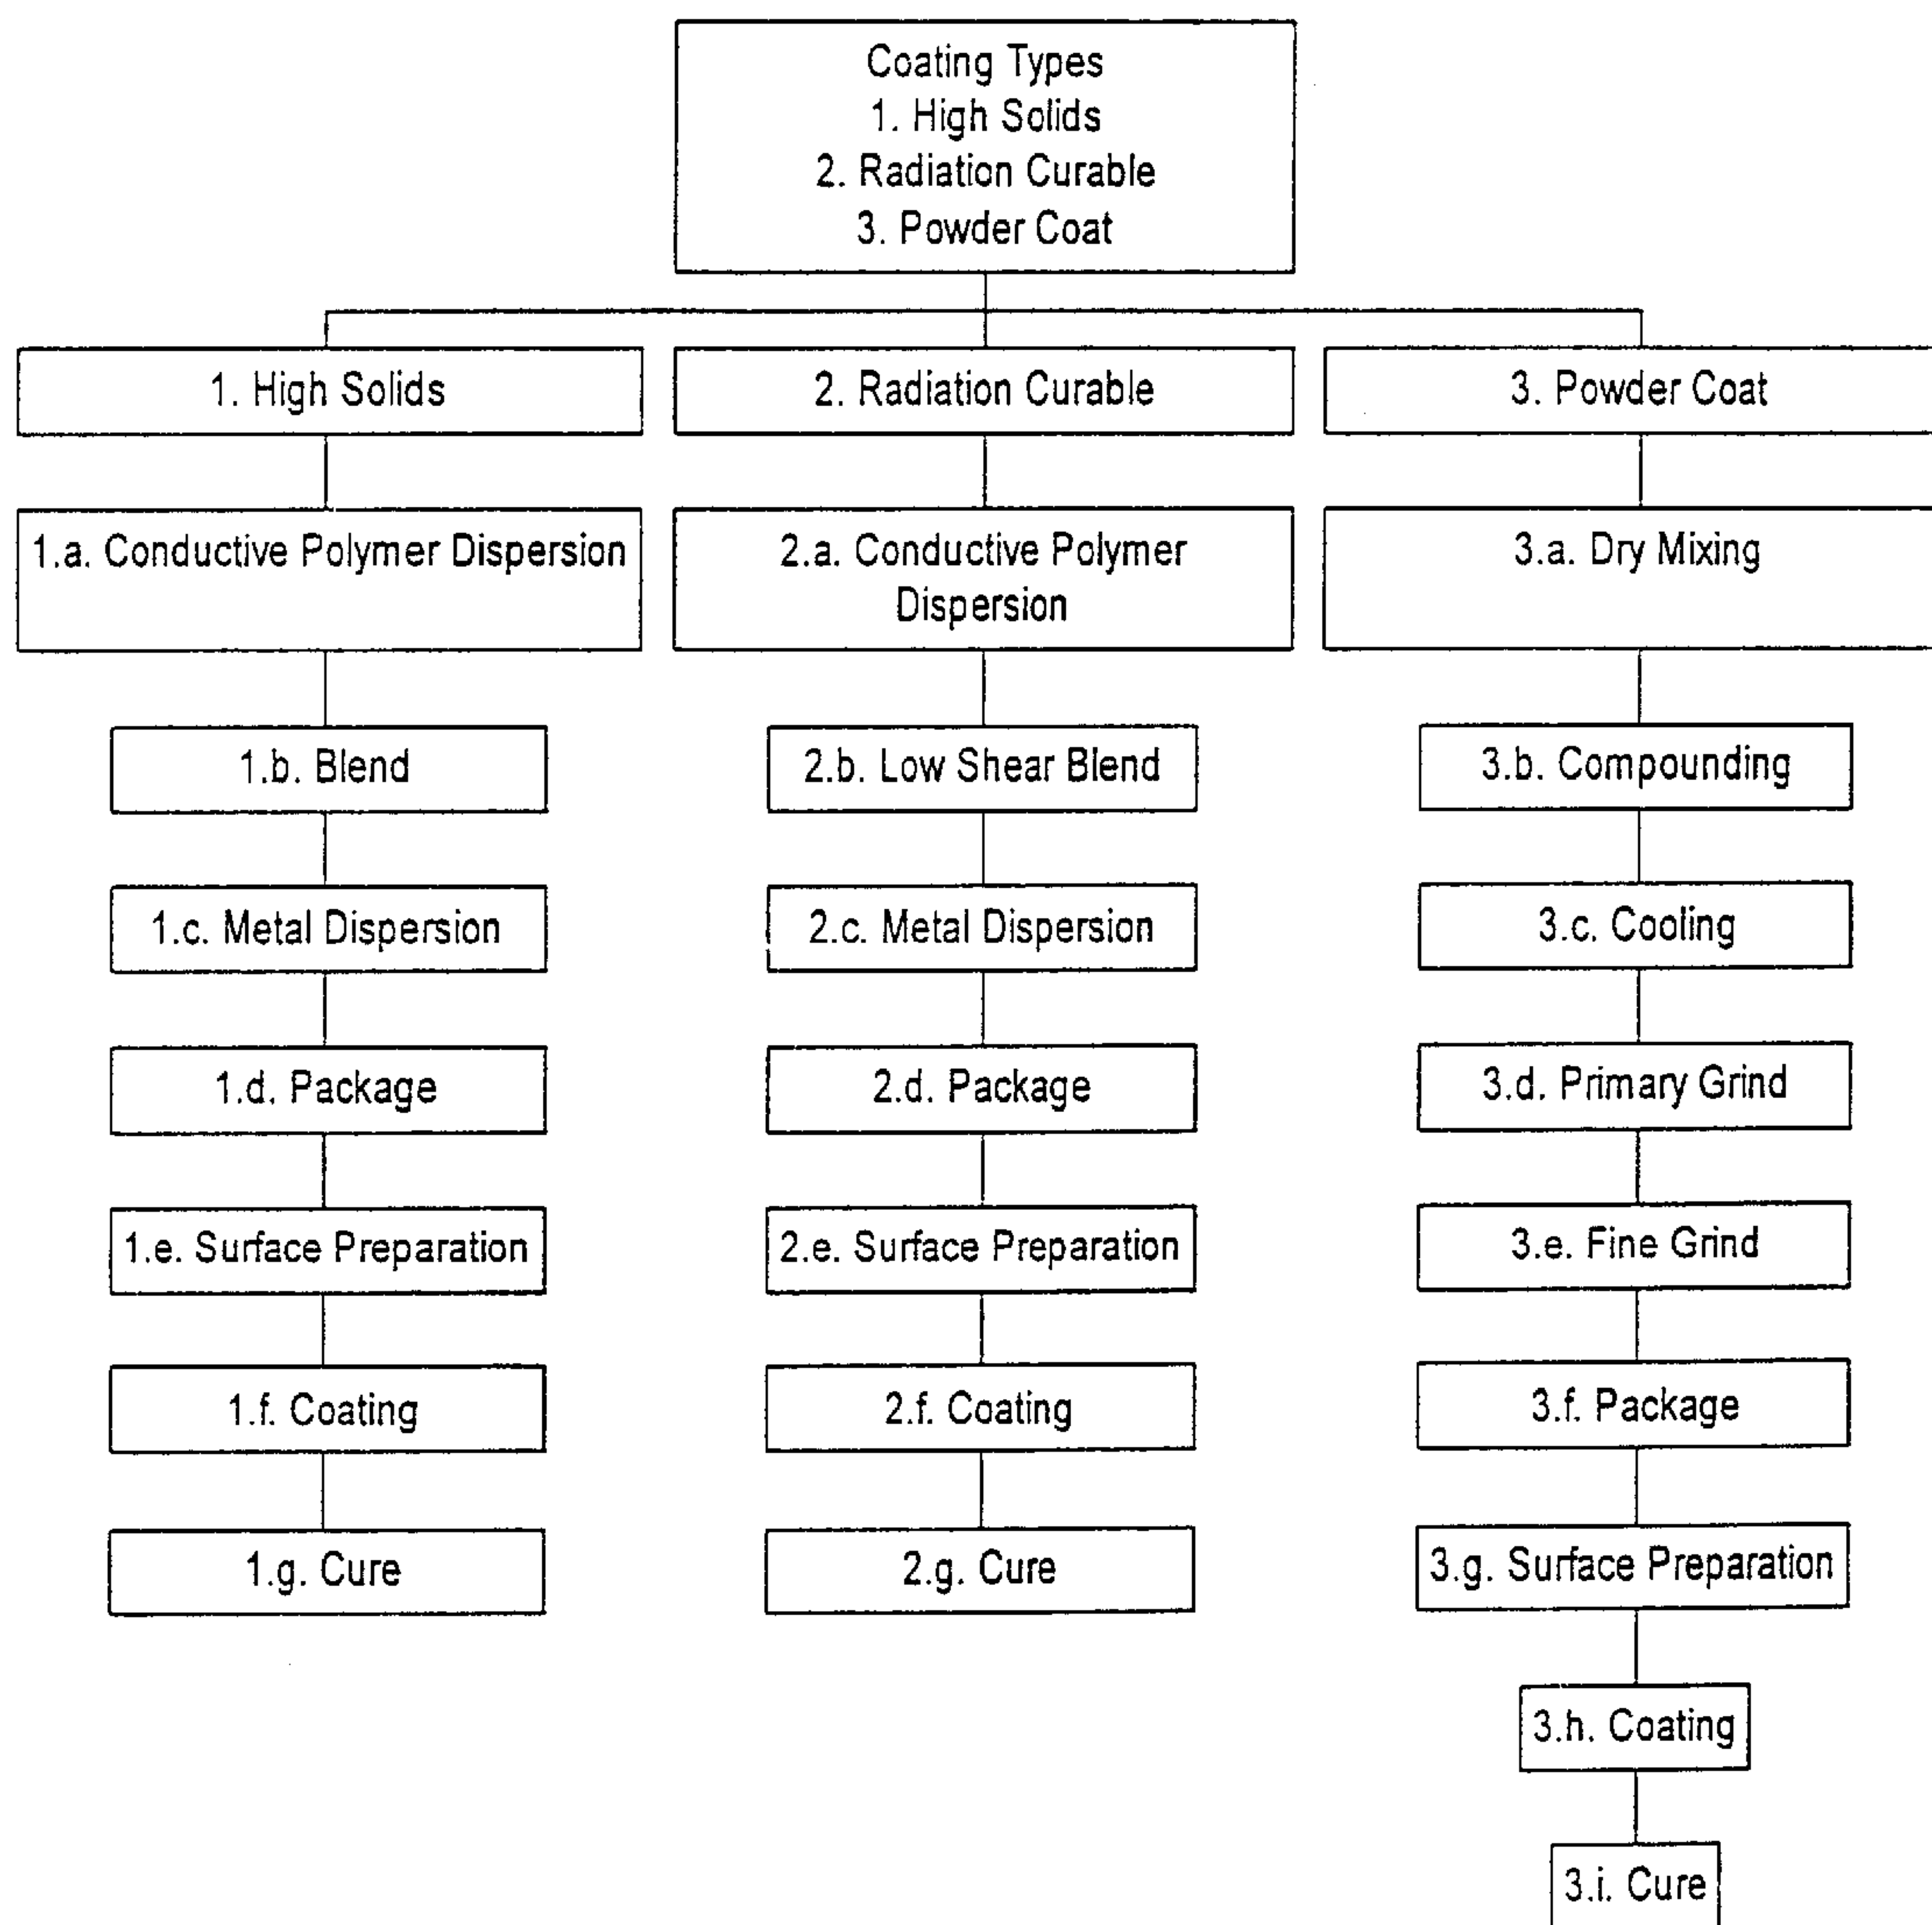 Coating Types
1. High Solids
2. Radiation Curable
3. Powder Coat
1. High Solids
2. Radiation Curable
3. Powder Coat
1.a. Conductive Polymer Dispersion
2.a. Conductive Polymer
Dispersion
3.a. Dry Mixing
1.b. Blend
2.b. Low Shear Blend
3.b. Compounding
1.c. Metal Dispersion
2.c. Metal Dispersion
3.c. Cooling
1.d. Package
2.d. Package
3.d. Primary Grind
1.e. Surface Preparation
2.e. Surface Preparation
3.e. Fine Grind
1.f. Coating
2.f. Coating
3.f. Package
1.g. Cure
2.g. Cure
3.g. Surface Preparation
3.h. Coating
3.i. Cure